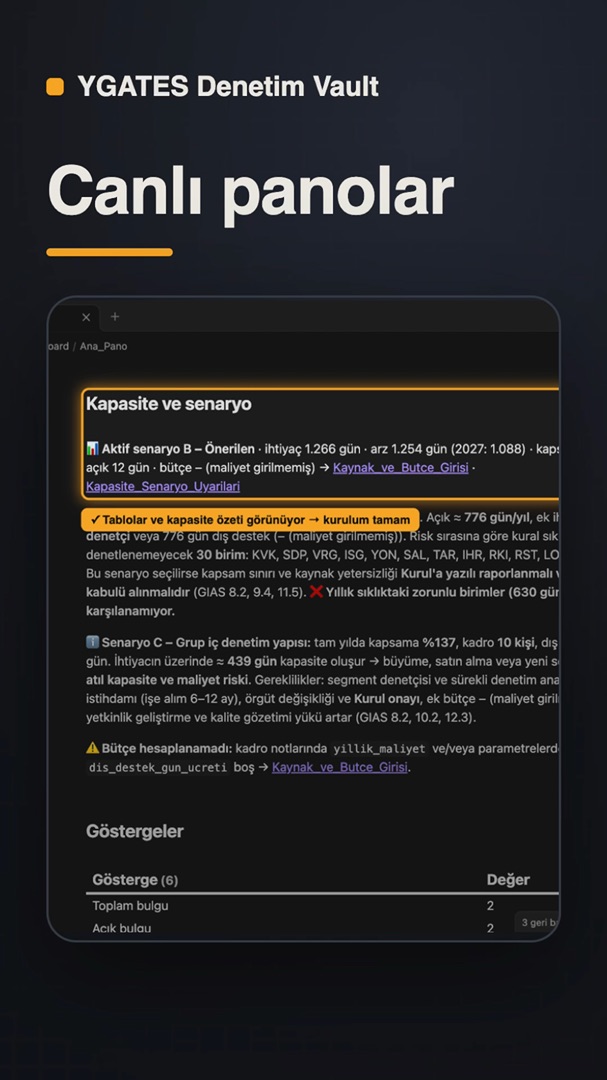 YGATES Denetim Vault
Canlı panolar
× +
oard / Ana_Pano
Kapasite ve senaryo
📊 Aktif senaryo B – Önerilen · ihtiyaç 1.266 gün · arz 1.254 gün (2027: 1.088) · kaps
açık 12 gün · bütçe – (maliyet girilmemiş) → Kaynak_ve_Butce_Girisi ·
Kapasite_Senaryo_Uyarilari
✓ Tablolar ve kapasite özeti görünüyor → kurulum tamam
. Açık ≈ 776 gün/yıl, ek ih
denetçi veya 776 gün dış destek (– (maliyet girilmemiş)). Risk sırasına göre kural sık
denetlenemeyecek 30 birim: KVK, SDP, VRG, ISG, YON, SAL, TAR, IHR, RKI, RST, LO
Bu senaryo seçilirse kapsam sınırı ve kaynak yetersizliği Kurul'a yazılı raporlanmalı v
kabulü alınmalıdır (GIAS 8.2, 9.4, 11.5). ❌ Yıllık sıklıktaki zorunlu birimler (630 gün
karşılanamıyor.
ℹ️ Senaryo C – Grup iç denetim yapısı: tam yılda kapsama %137, kadro 10 kişi, dış
gün. İhtiyacın üzerinde ≈ 439 gün kapasite oluşur → büyüme, satın alma veya yeni s
atıl kapasite ve maliyet riski. Gereklilikler: segment denetçisi ve sürekli denetim ana
istihdamı (işe alım 6–12 ay), örgüt değişikliği ve Kurul onayı, ek bütçe – (maliyet giril
yetkinlik geliştirme ve kalite gözetimi yükü artar (GIAS 8.2, 10.2, 12.3).
⚠️ Bütçe hesaplanamadı: kadro notlarında yillik_maliyet ve/veya parametrelerd
dis_destek_gun_ucreti boş → Kaynak_ve_Butce_Girisi.
Göstergeler
Gösterge (6) Değer
Toplam bulgu 2
Açık bulgu 2
3 geri b